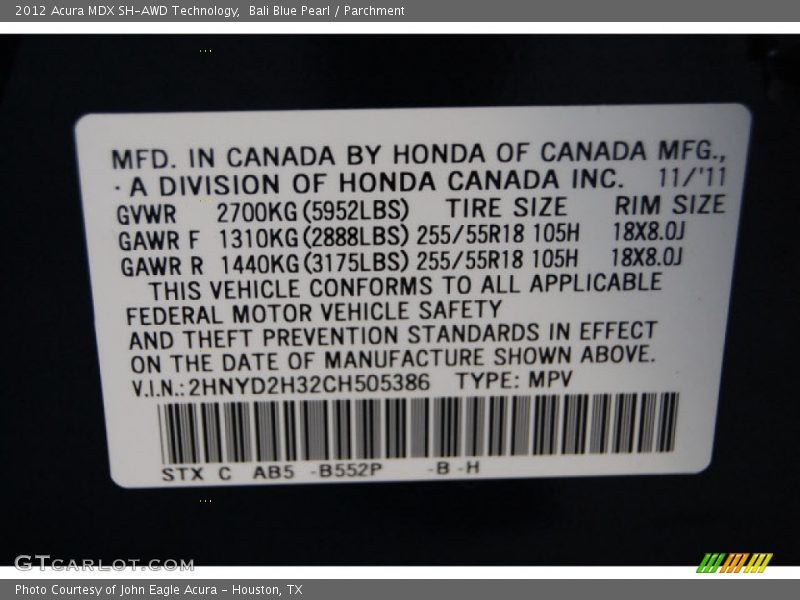 2012 Acura MDX SH-AWD Technology,  Bali Blue Pearl / Parchment
MFD. IN CANADA BY HONDA OF CANADA MFG.,
A DIVISION OF HONDA CANADA INC. 11/'11
GVWR 2700KG (5952LBS) TIRE SIZE RIM SIZE
GAWR F 1310KG (2888LBS) 255/55R18 105H 18X8.0J
GAWR R 1440KG (3175LBS) 255/55R18 105H 18X8.0J
THIS VEHICLE CONFORMS TO ALL APPLICABLE
FEDERAL MOTOR VEHICLE SAFETY
AND THEFT PREVENTION STANDARDS IN EFFECT
ON THE DATE OF MANUFACTURE SHOWN ABOVE.
V.I.N.: 2HNYD2H32CH505386 TYPE: MPV
STX C AB5 -B552P -B -H
GTCARLOT.COM
Photo Courtesy of John Eagle Acura - Houston, TX